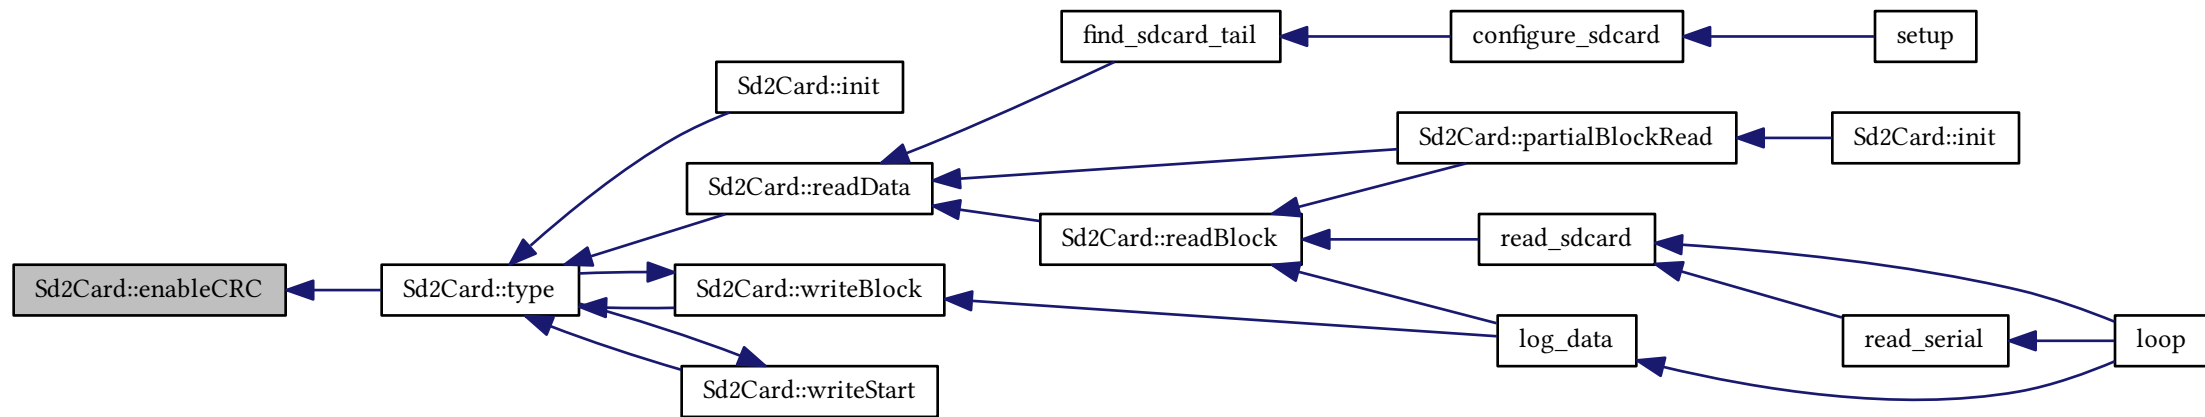 find_sdcard_tail
configure_sdcard
setup
Sd2Card::init
Sd2Card::partialBlockRead
Sd2Card::init
Sd2Card::readData
Sd2Card::readBlock
read_sdcard
Sd2Card::enableCRC
Sd2Card::type
Sd2Card::writeBlock
log_data
read_serial
loop
Sd2Card::writeStart